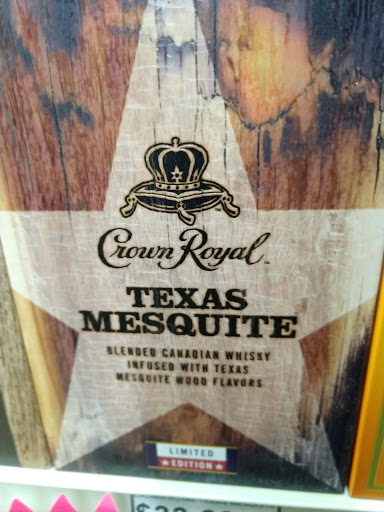 Crown Royal
TEXAS
MESQUITE
BLENDED CANADIAN WHISKY
INFUSED WITH TEXAS
MESQUITE WOOD FLAVORS
LIMITED
EDITION